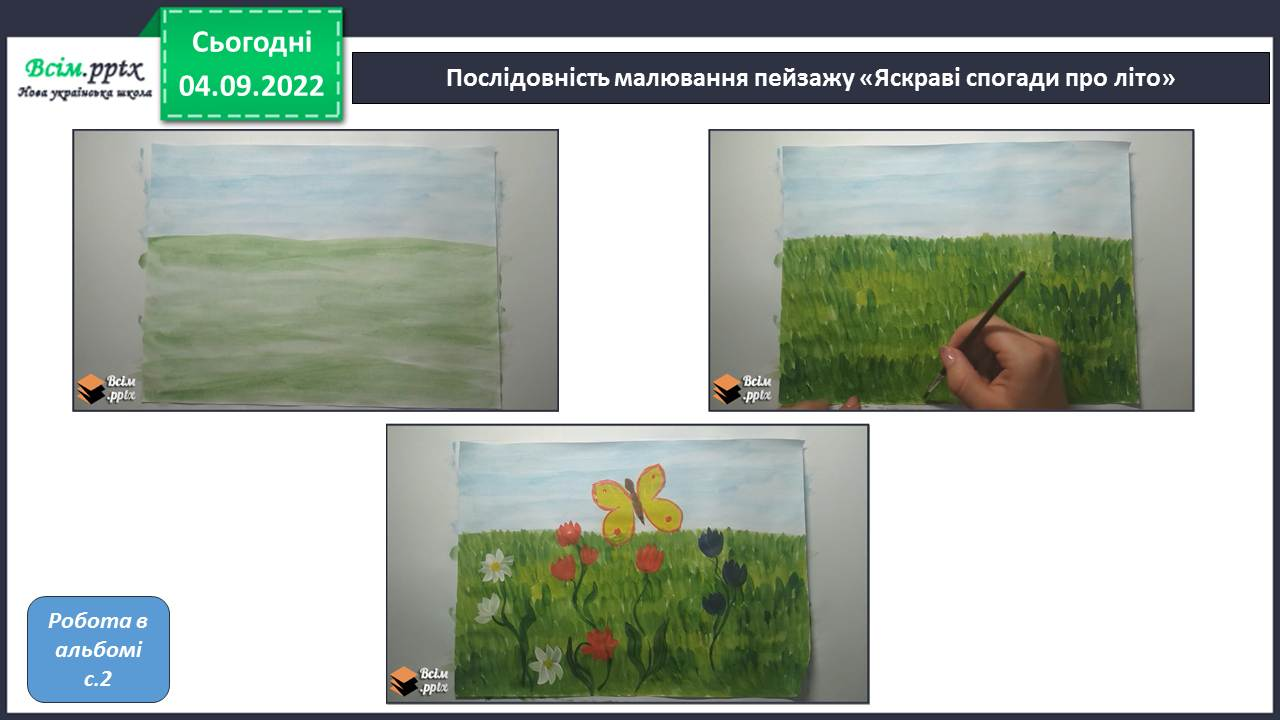 Всім.pptx
Нова українська школа
Сьогодні
04.09.2022
Послідовність малювання пейзажу «Яскраві спогади про літо»
Всім
.pptx
Всім
.pptx
Всім
.pptx
Робота в
альбомі
с.2